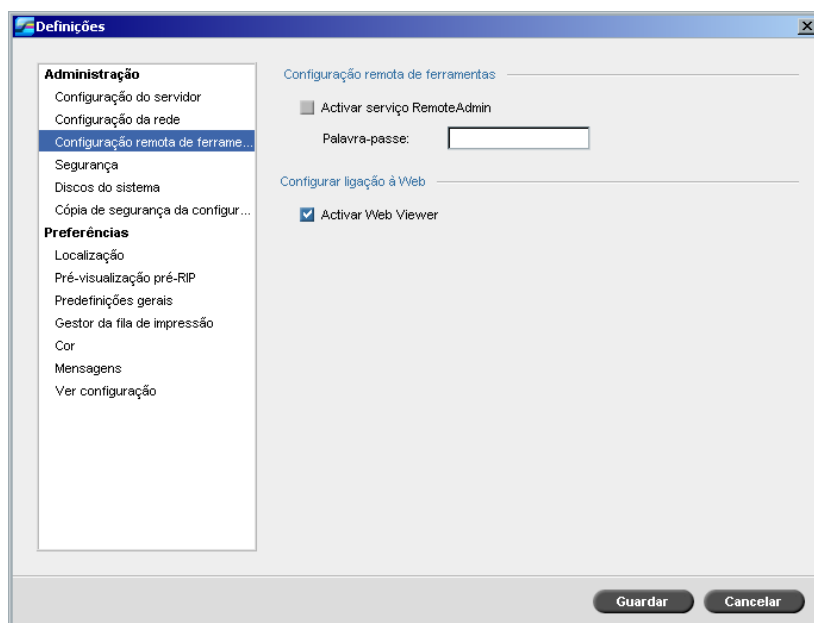 Definições
Administração
Configuração do servidor
Configuração da rede
Configuração remota de ferrame...
Segurança
Discos do sistema
Cópia de segurança da configur...
Preferências
Localização
Pré-visualização pré-RIP
Predefinições gerais
Gestor da fila de impressão
Cor
Mensagens
Ver configuração
Configuração remota de ferramentas
Activar serviço RemoteAdmin
Palavra-passe:
Configurar ligação à Web
Activar Web Viewer
Guardar
Cancelar